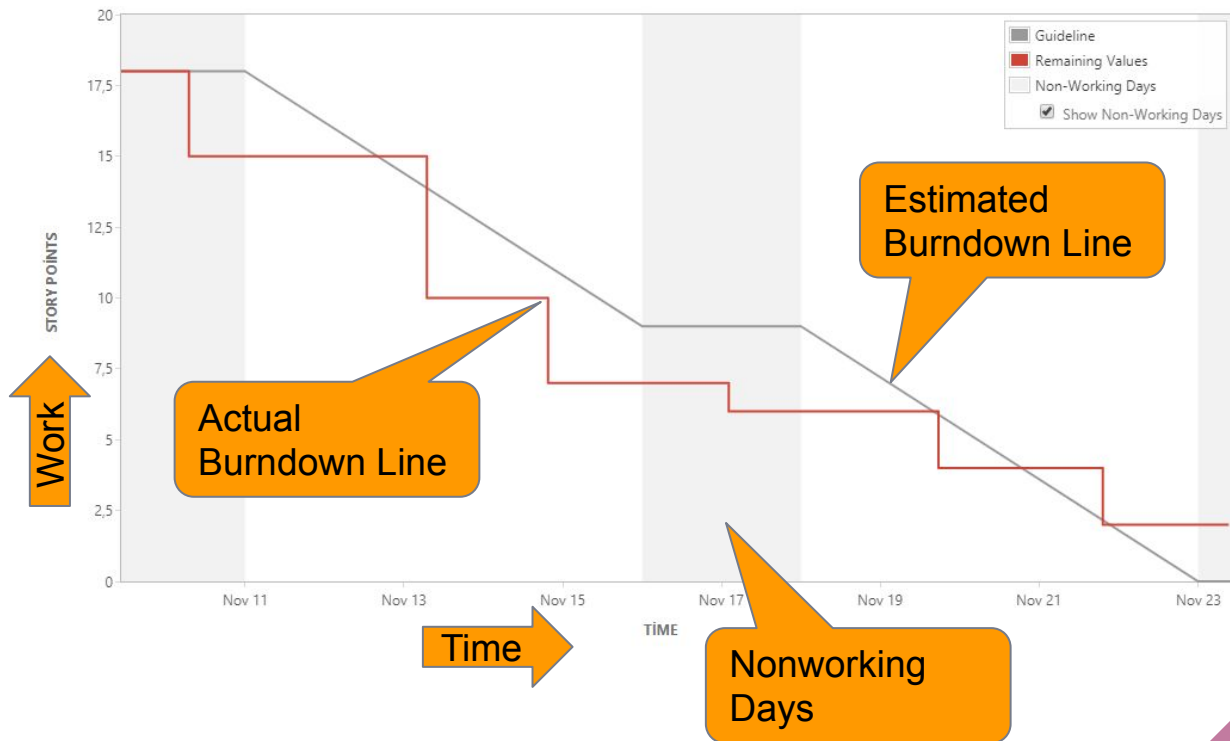 20
17,5
15
12,5
10
7,5
5
2,5
0
STORY POİNTS
Work
Guideline
Remaining Values
Non-Working Days
Show Non-Working Days
Estimated
Burndown Line
Actual
Burndown Line
Nov 11
Nov 13
Nov 15
Nov 17
Nov 19
Nov 21
Nov 23
TİME
Time
Nonworking
Days